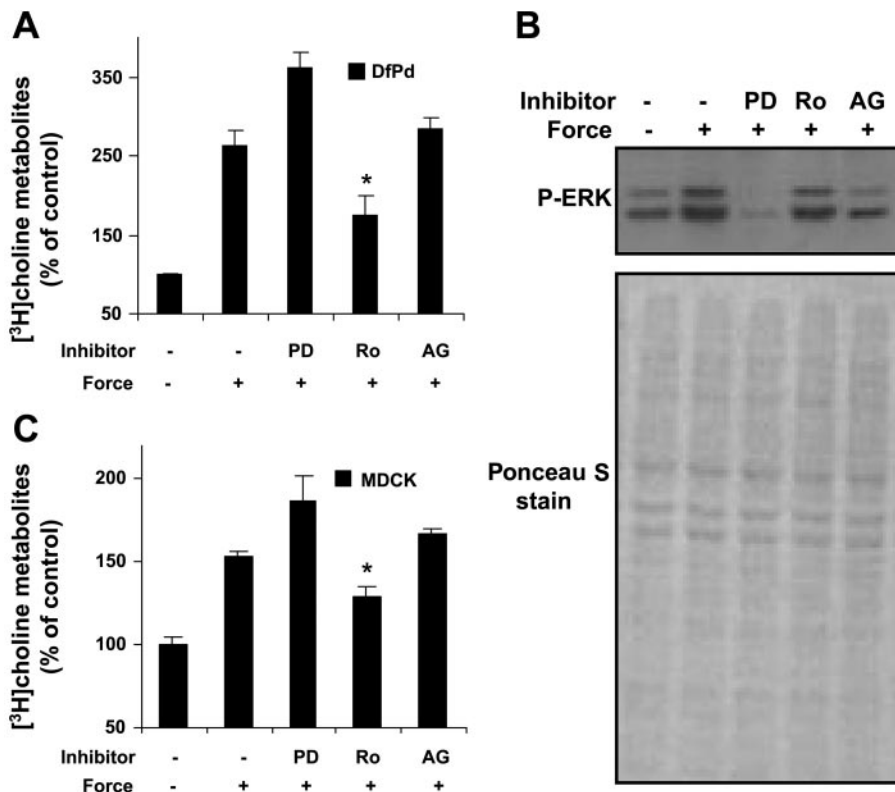 A
[³H]choline metabolites
(% of control)
350
250
150
50
DfPd
*
Inhibitor - - PD Ro AG
Force - + + + +
B
Inhibitor - - PD Ro AG
Force - + + + +
P-ERK
Ponceau S
stain
C
[³H]choline metabolites
(% of control)
200
150
100
50
MDCK
*
Inhibitor - - PD Ro AG
Force - + + + +